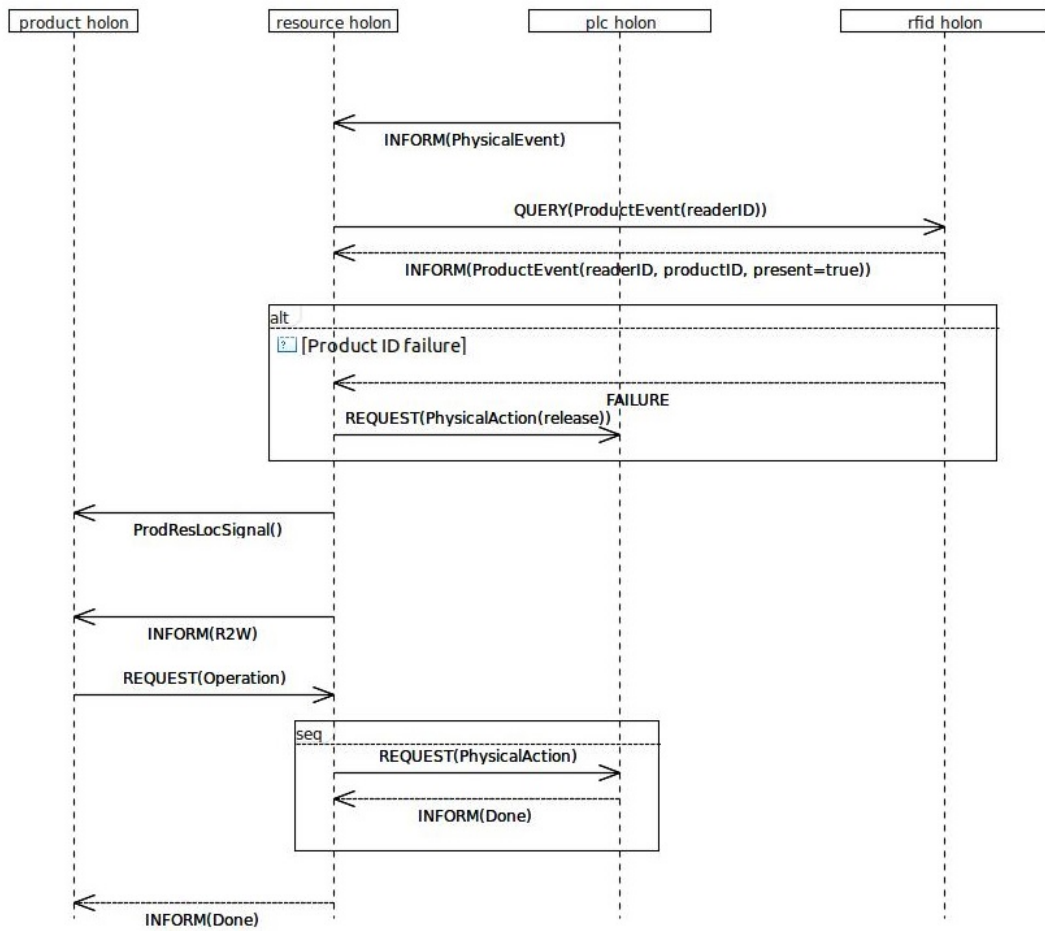 product holon
resource holon
plc holon
rfid holon
INFORM(PhysicalEvent)
QUERY(ProductEvent(readerID))
INFORM(ProductEvent(readerID, productID, present=true))
alt
[Product ID failure]
FAILURE
REQUEST(PhysicalAction(release))
ProdResLocSignal()
INFORM(R2W)
REQUEST(Operation)
seq
REQUEST(PhysicalAction)
INFORM(Done)
INFORM(Done)